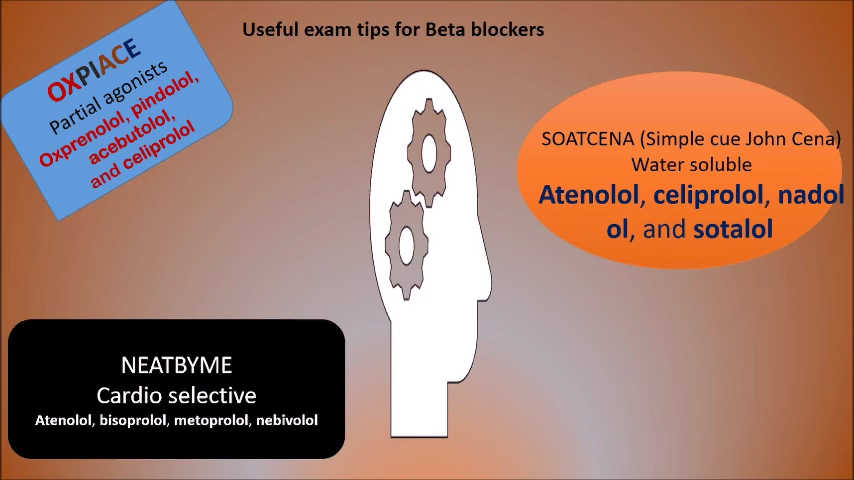 Useful exam tips for Beta blockers
OXPIACE
Partial agonists
Oxprenolol, pindolol,
acebutolol,
and celiprolol
SOATCENA (Simple cue John Cena)
Water soluble
Atenolol, celiprolol, nadol
ol, and sotalol
NEATBYME
Cardio selective
Atenolol, bisoprolol, metoprolol, nebivolol